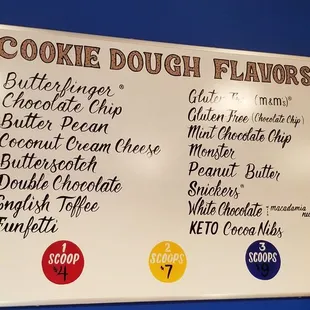 COOKIE DOUGH FLAVORS
Butterfinger®
Chocolate Chip
Butter Pecan
Coconut Cream Cheese
Butterscotch
Double Chocolate
English Toffee
Funfetti
Gluten Free (m&m's)®
Gluten Free (Chocolate Chip)
Mint Chocolate Chip
Monster
Peanut Butter
Snickers®
White Chocolate - macadamia
KETO Cocoa Nibs
1
SCOOP
$4
2
SCOOPS
$7
3
SCOOPS
$9